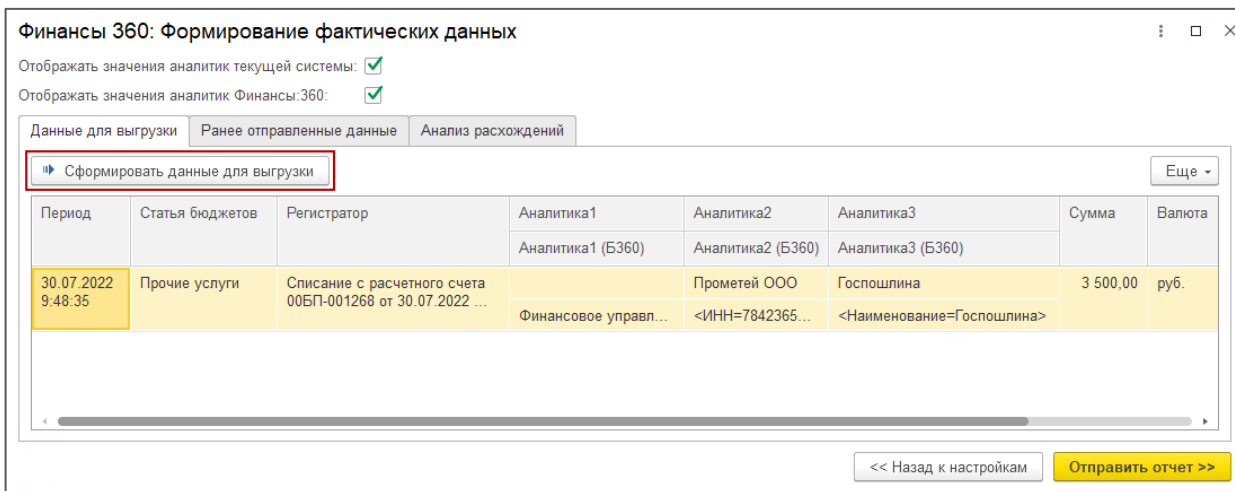 Финансы 360: Формирование фактических данных
Отображать значения аналитик текущей системы:
Отображать значения аналитик Финансы:360:
Данные для выгрузки Ранее отправленные данные Анализ расхождений
Сформировать данные для выгрузки Еще
Период Статья бюджетов Регистратор Аналитика1 Аналитика2 Аналитика3 Сумма Валюта
Аналитика1 (Б360) Аналитика2 (Б360) Аналитика3 (Б360)
30.07.2022 Прочие услуги Списание с расчетного счета Прометей ООО Госпошлина 3 500,00 руб.
9:48:35 00БП-001268 от 30.07.2022 ...
Финансовое управл... <ИНН=7842365... <Наименование=Госпошлина>
<< Назад к настройкам Отправить отчет >>